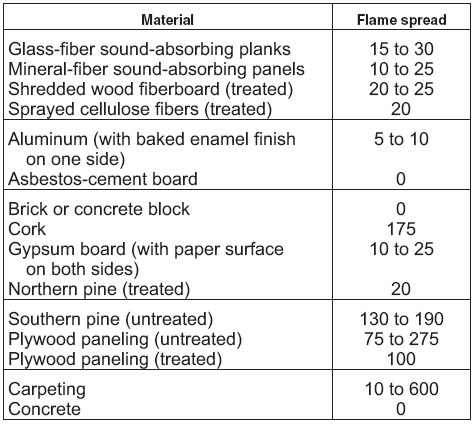 Material Flame spread
Glass-fiber sound-absorbing planks 15 to 30
Mineral-fiber sound-absorbing panels 10 to 25
Shredded wood fiberboard (treated) 20 to 25
Sprayed cellulose fibers (treated) 20
Aluminum (with baked enamel finish 5 to 10
on one side)
Asbestos-cement board 0
Brick or concrete block 0
Cork 175
Gypsum board (with paper surface 10 to 25
on both sides)
Northern pine (treated) 20
Southern pine (untreated) 130 to 190
Plywood paneling (untreated) 75 to 275
Plywood paneling (treated) 100
Carpeting 10 to 600
Concrete 0